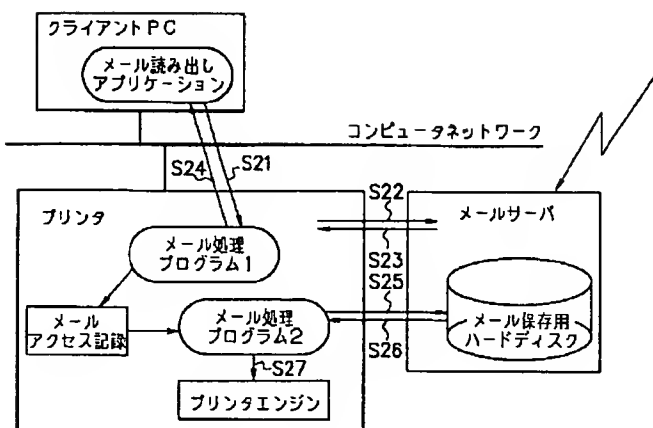 クライアントPC
メール読み出し
アプリケーション
コンピュータネットワーク
S24
S21
プリンタ
メール処理
プログラム1
S22
S23
メールサーバ
メール
アクセス記録
メール処理
プログラム2
S25
S26
メール保存用
ハードディスク
S27
プリンタエンジン